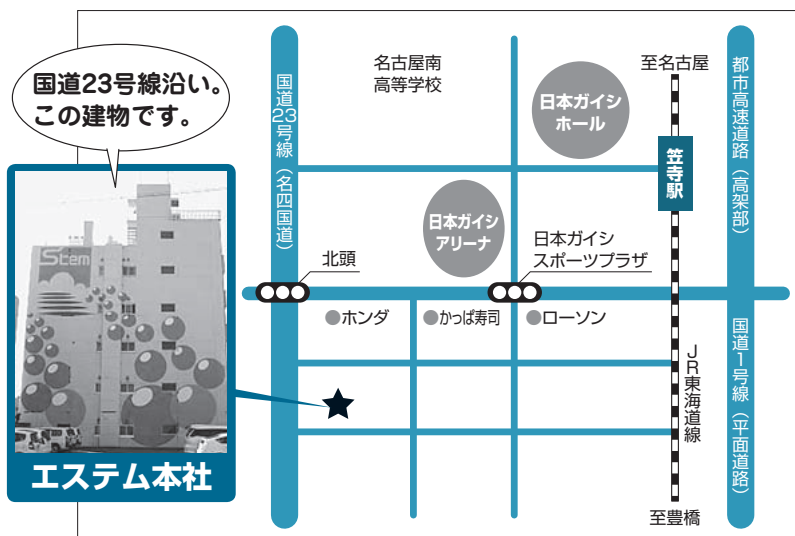 国道23号線沿い。
この建物です。
Stem
エステム本社
国道23号線（名四国道）
名古屋南
高等学校
日本ガイシ
ホール
至名古屋
笠寺駅
都市高速道路（高架部）
日本ガイシ
アリーナ
北頭
日本ガイシ
スポーツプラザ
●ホンダ
●かっぱ寿司
●ローソン
JR東海道線
国道1号線（平面道路）
至豊橋